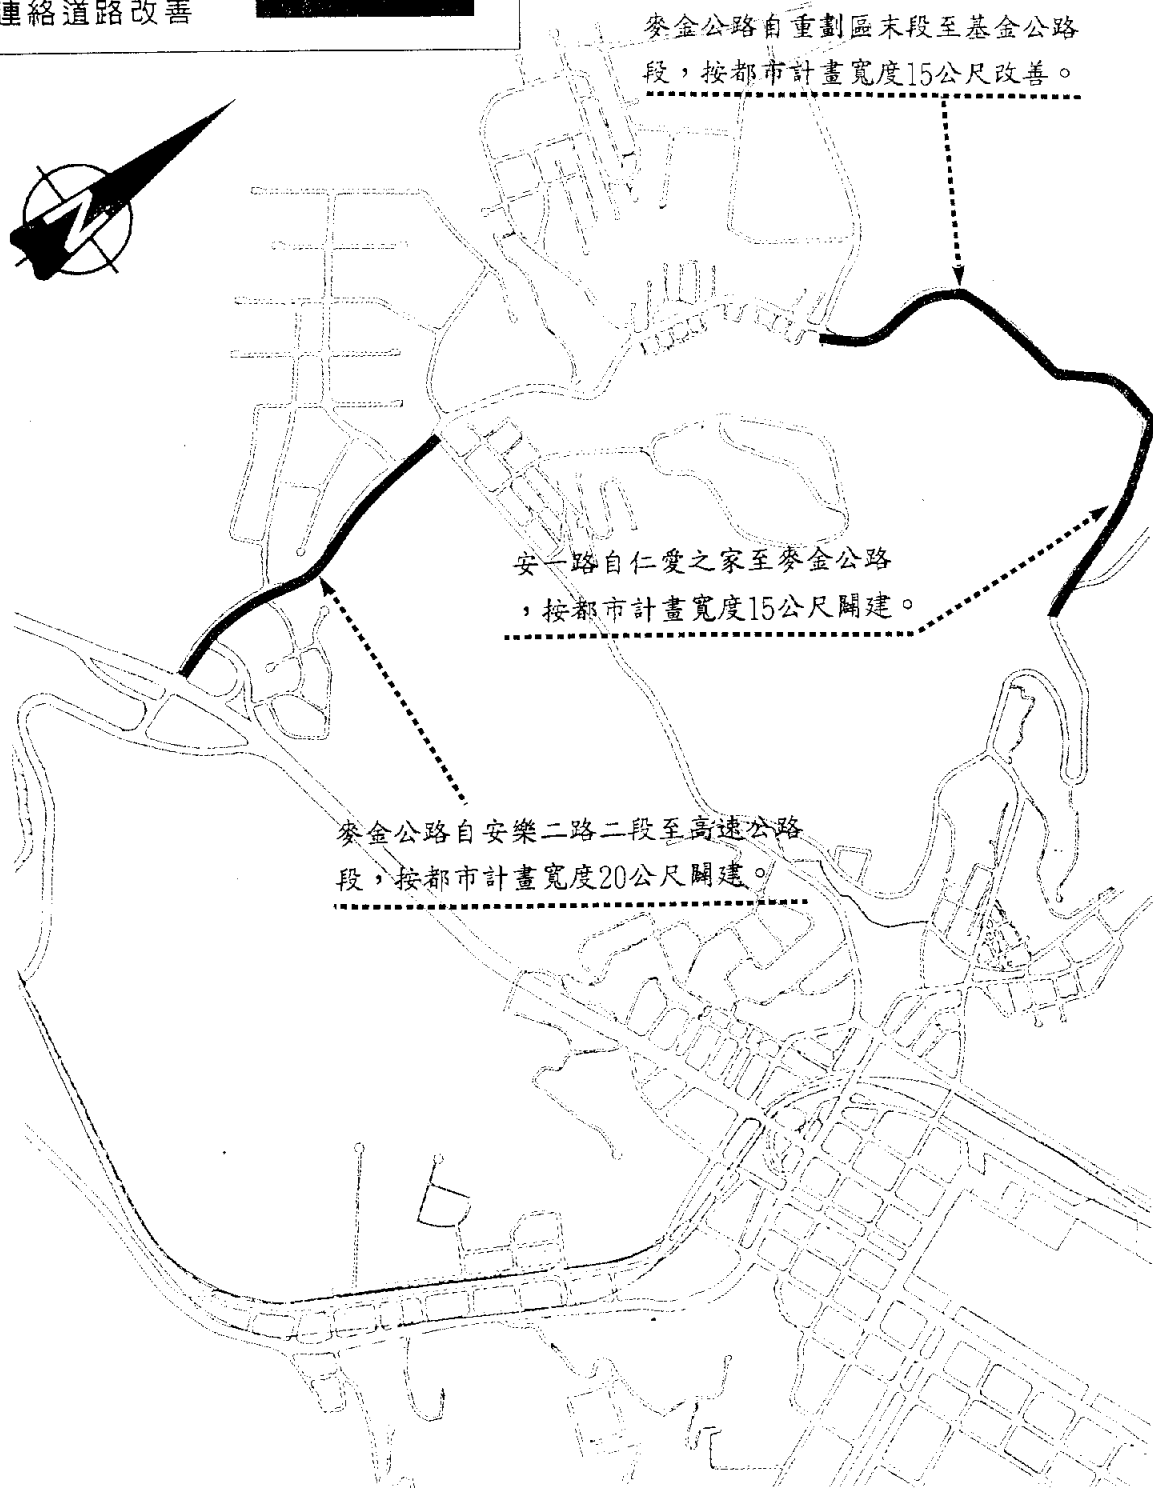 連絡道路改善
麥金公路自重劃區末段至基金公路
段，按都市計畫寬度15公尺改善。
N
安一路自仁愛之家至麥金公路
，按都市計畫寬度15公尺闢建。
麥金公路自安樂二路二段至高速公路
段，按都市計畫寬度20公尺闢建。